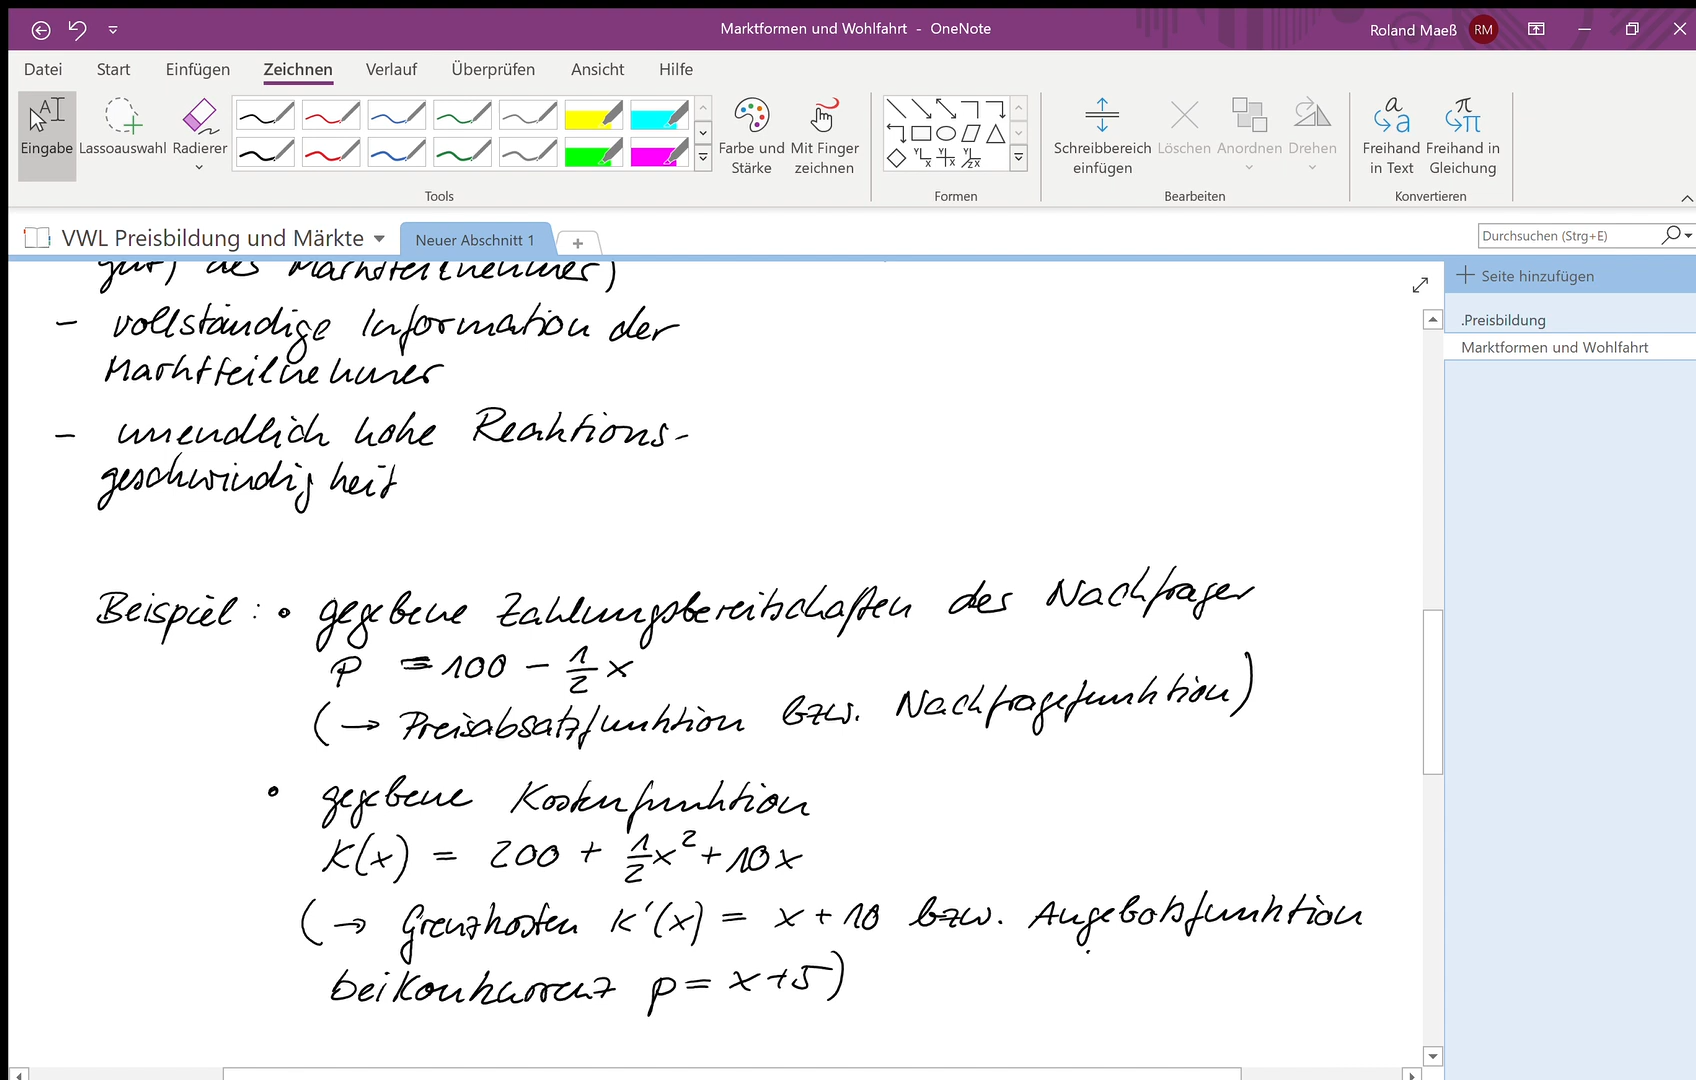 Marktformen und Wohlfahrt - OneNote
Roland Maeß RM
Datei Start Einfügen Zeichnen Verlauf Überprüfen Ansicht Hilfe
Eingabe Lassoauswahl Radierer
Farbe und Stärke
Mit Finger zeichnen
Schreibbereich einfügen
Löschen Anordnen Drehen
Freihand in Text
Freihand in Gleichung
Tools Formen Bearbeiten Konvertieren
VWL Preisbildung und Märkte
Neuer Abschnitt 1
Durchsuchen (Strg+E)
Seite hinzufügen
.Preisbildung
Marktformen und Wohlfahrt
gut) des Marktteilnehmer)
- vollständige Information der
Marktteilnehmer
- unendlich hohe Reaktions-
geschwindigkeit
Beispiel: • gegebene Zahlungsbereitschaften des Nachfrager
P = 100 - 1/2 x
(→ Preisabsatzfunktion bzw. Nachfragefunktion)
• gegebene Kostenfunktion
K(x) = 200 + 1/2 x² + 10x
(→ Grenzkosten K'(x) = x + 10 bzw. Angebotsfunktion
bei Konkurrenz p = x + 5)